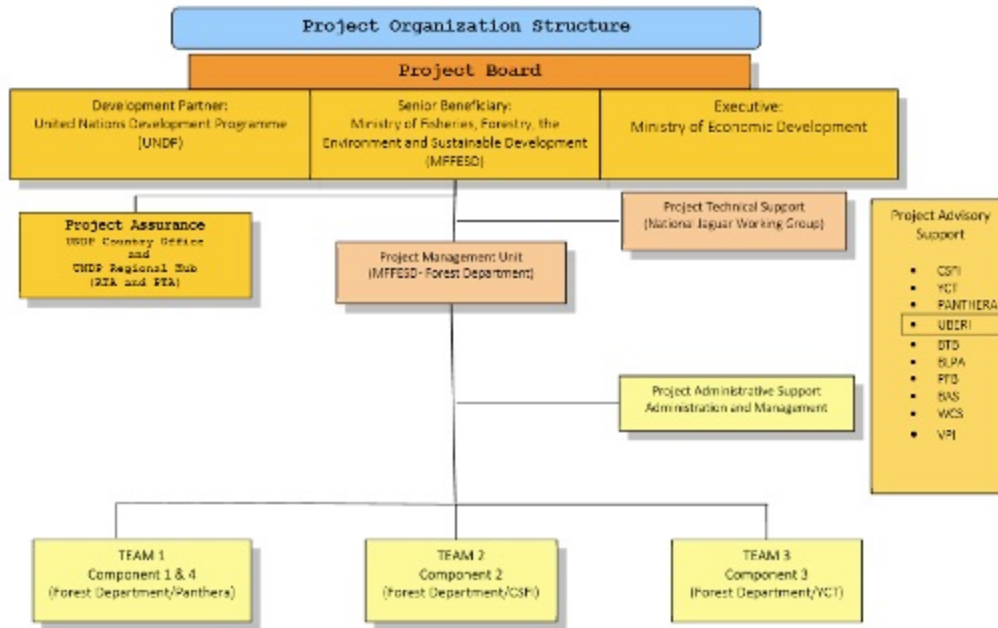 Project Organization Structure
Project Board
Development Partner:
United Nations Development Programme
(UNDP)
Senior Beneficiary:
Ministry of Fisheries, Forestry, the
Environment and Sustainable Development
(MFFESD)
Executive:
Ministry of Economic Development
Project Assurance
UNDP Country Office
and
UNDP Regional Hub
(RTA and PTA)
Project Technical Support
(National Jaguar Working Group)
Project Management Unit
(MFFESD- Forest Department)
Project Advisory
Support
• CSFI
• YCT
• PANTHERA
• UBERI
• BTB
• BLPA
• PFB
• BAS
• WCS
•
Project Administrative Support
Administration and Management
TEAM 1
Component 1 & 4
(Forest Department/Panthera)
TEAM 2
Component 2
(Forest Department/CSFI)
TEAM 3
Component 3
(Forest Department/YCT)